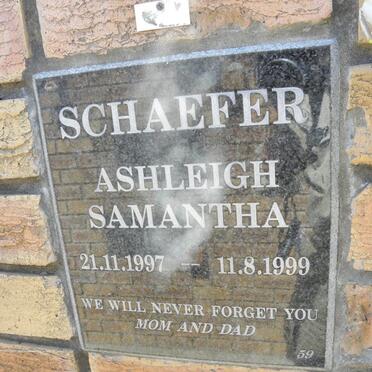 SCHAEFER
ASHLEIGH
SAMANTHA
21.11.1997 — 11.8.1999
WE WILL NEVER FORGET YOU
MOM AND DAD
59